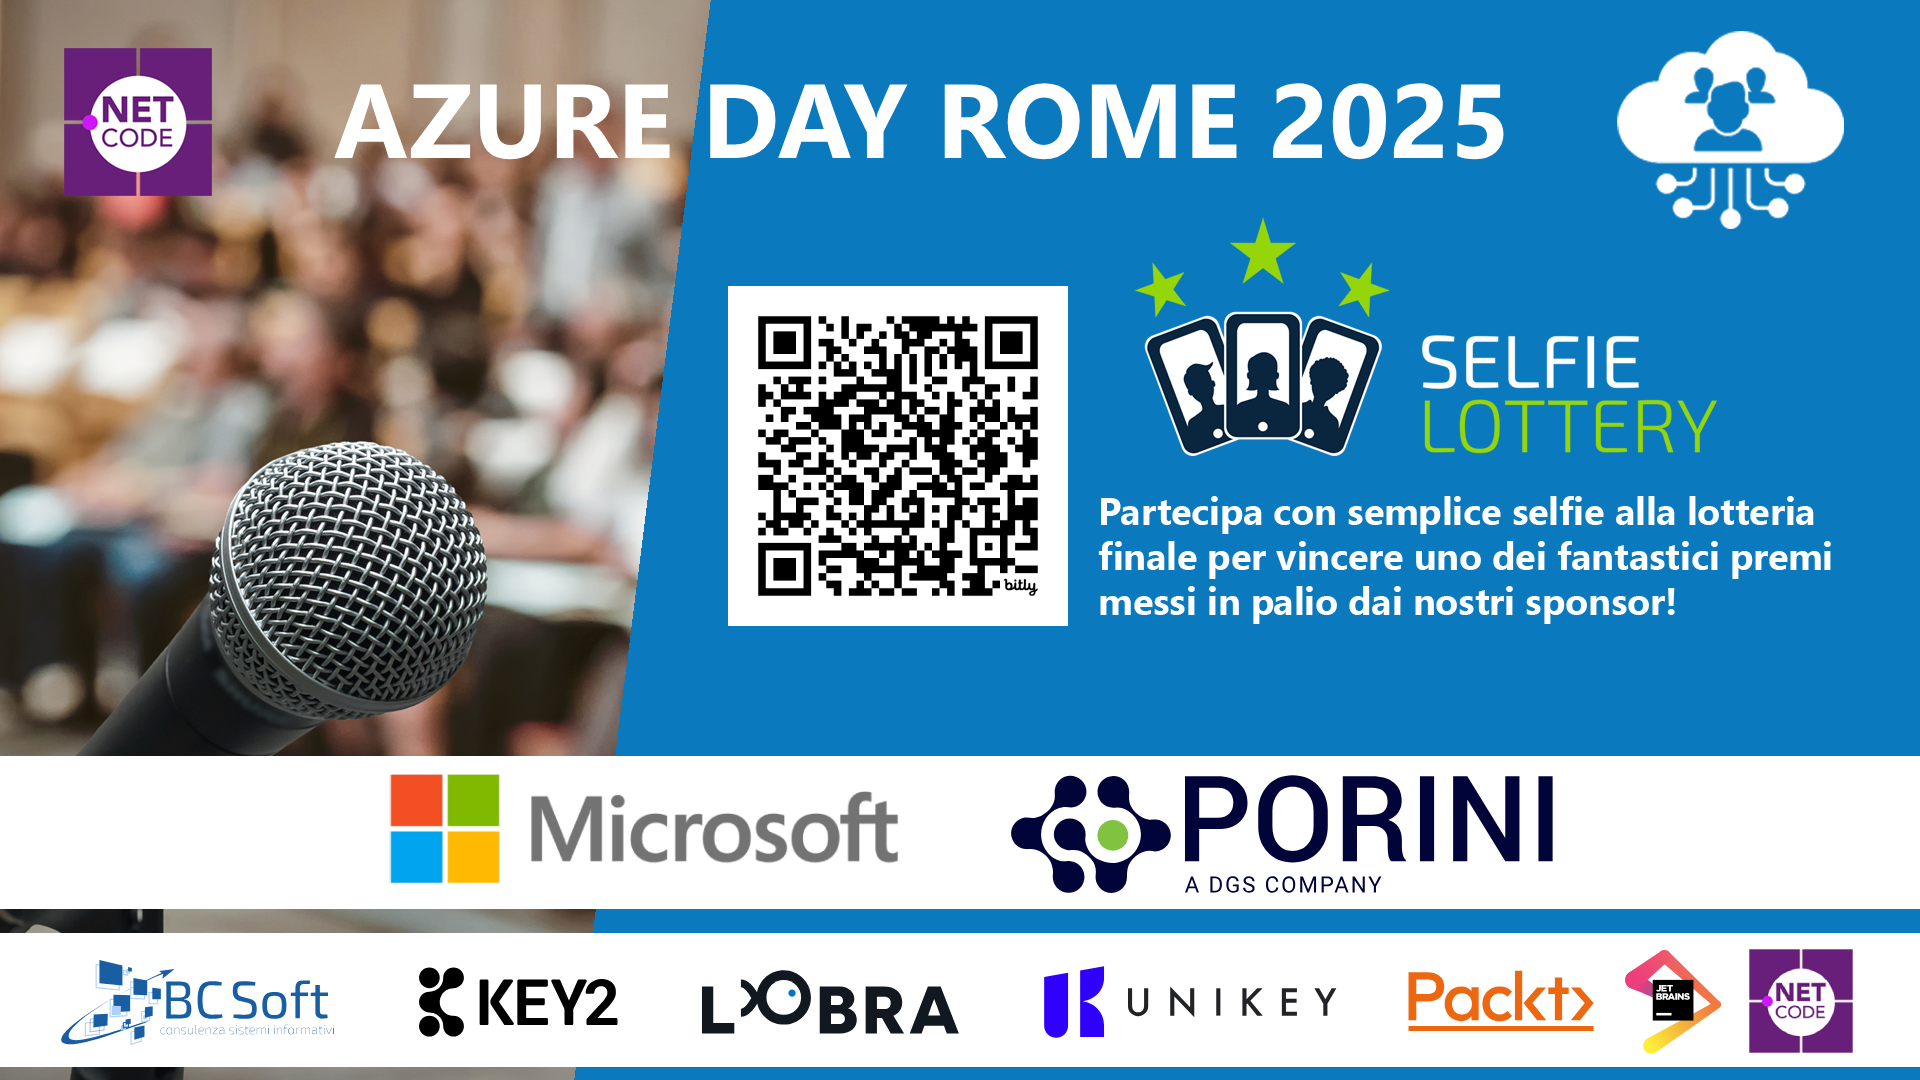 NET
CODE
AZURE DAY ROME 2025
SELFIE
LOTTERY
bitly
Partecipa con semplice selfie alla lotteria
finale per vincere uno dei fantastici premi
messi in palio dai nostri sponsor!
Microsoft
PORINI
A DGS COMPANY
BC Soft
consulenza sistemi informativi
KEY2
LOBRA
UNIKEY
Packt
JET
BRAINS
NET
CODE